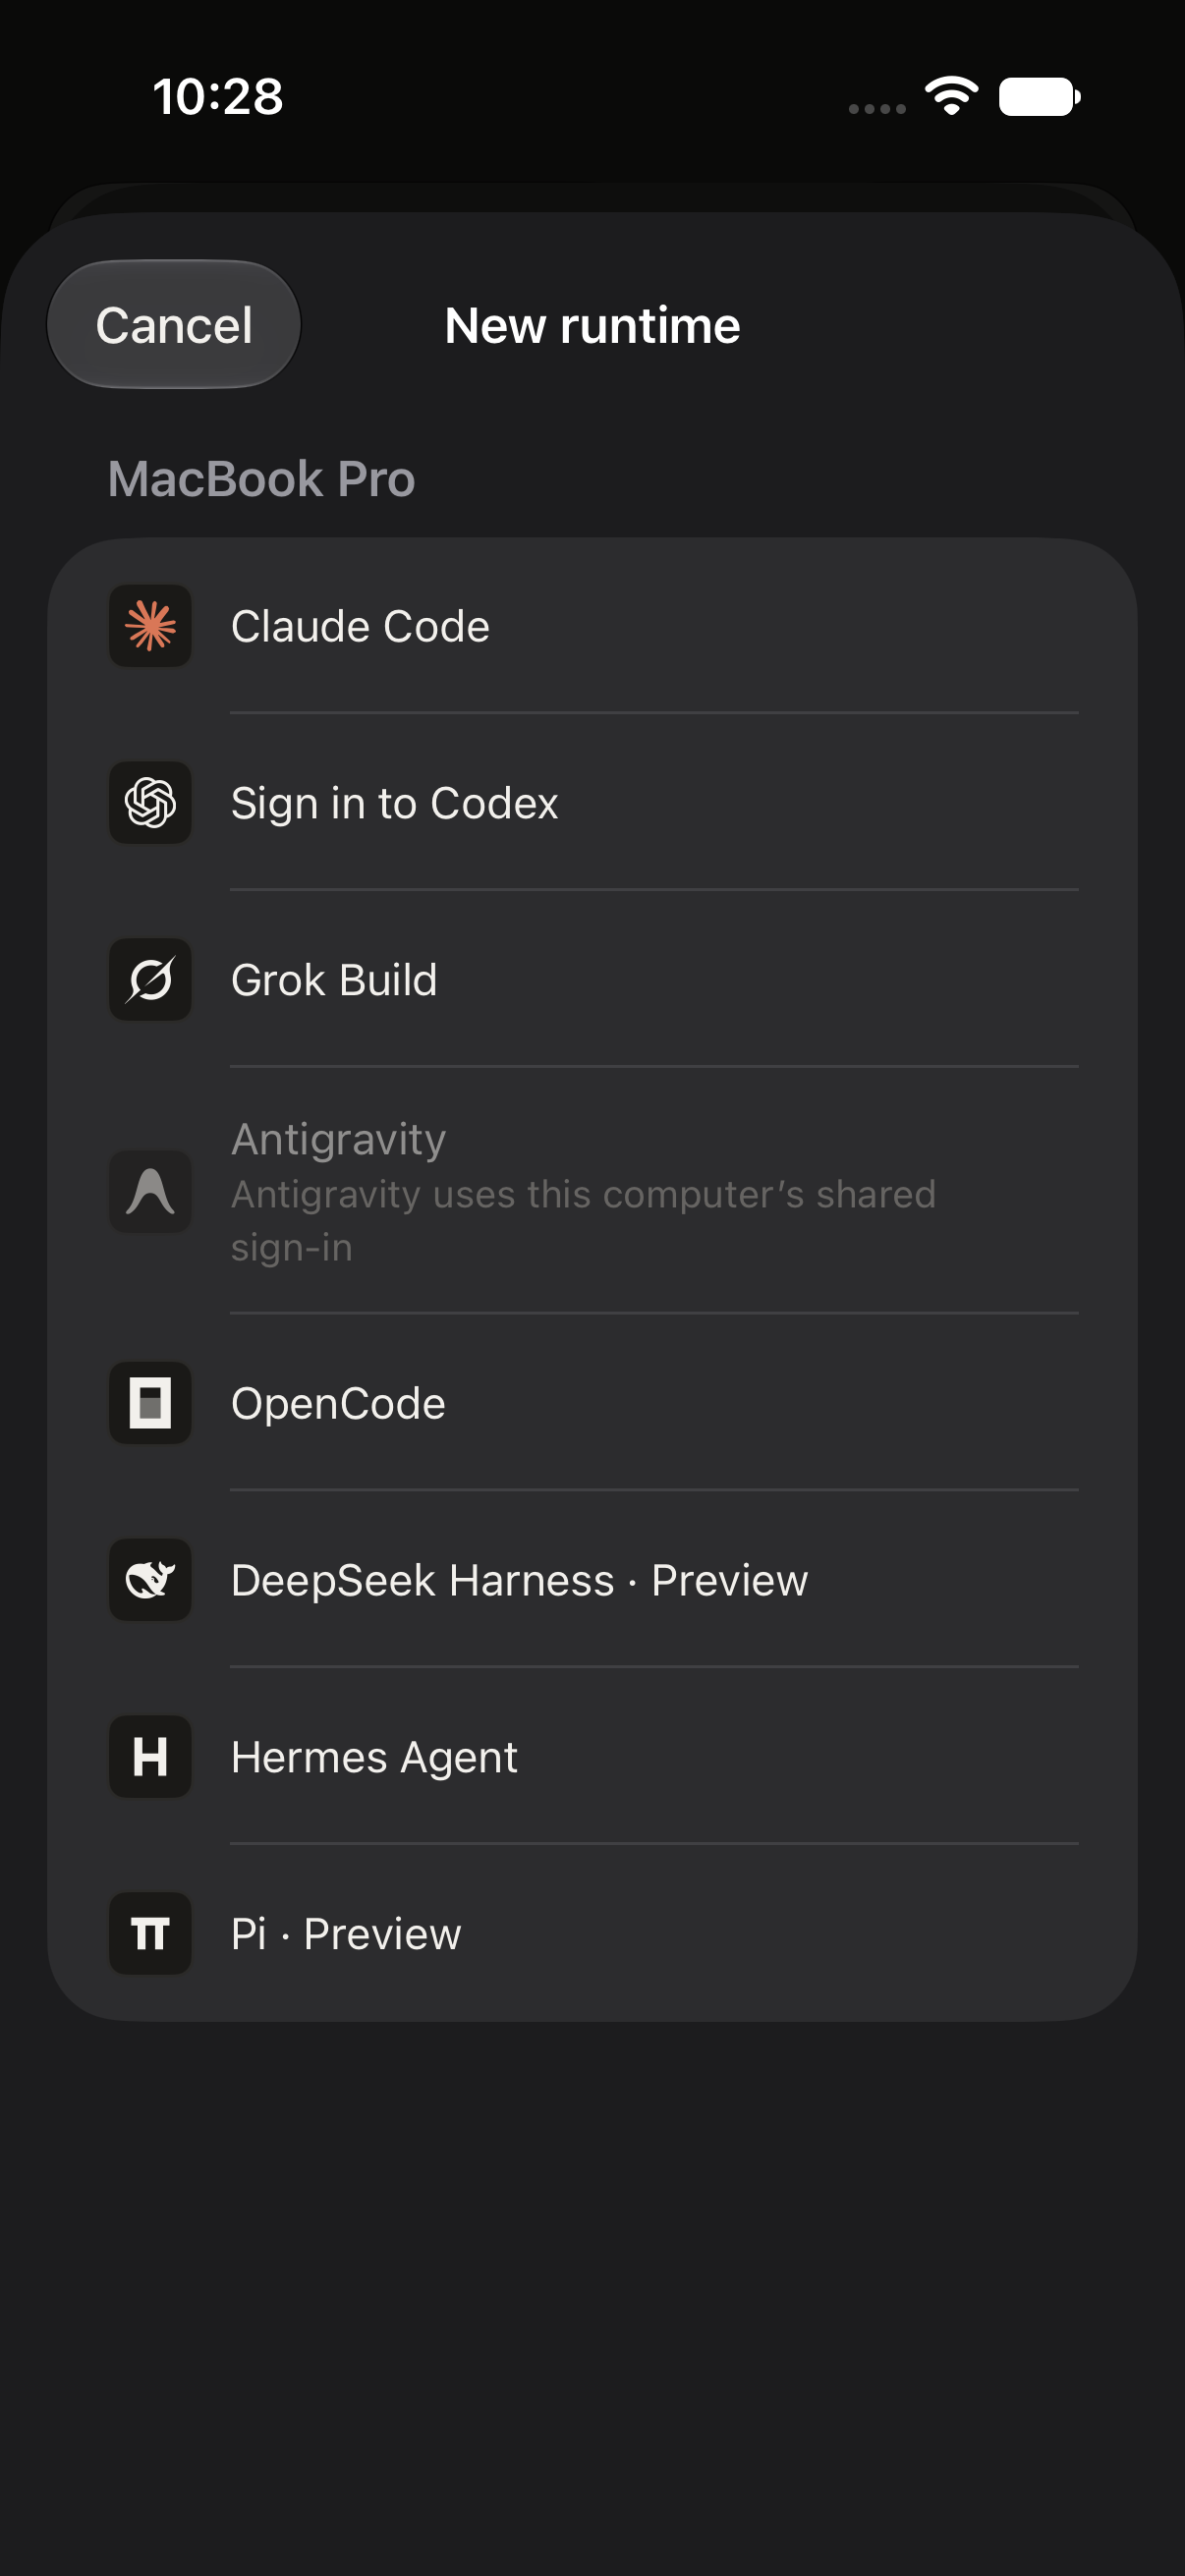 10:28
Cancel
New runtime
MacBook Pro
Claude Code
Sign in to Codex
Grok Build
Antigravity
Antigravity uses this computer’s shared
sign-in
OpenCode
DeepSeek Harness · Preview
Hermes Agent
Pi · Preview